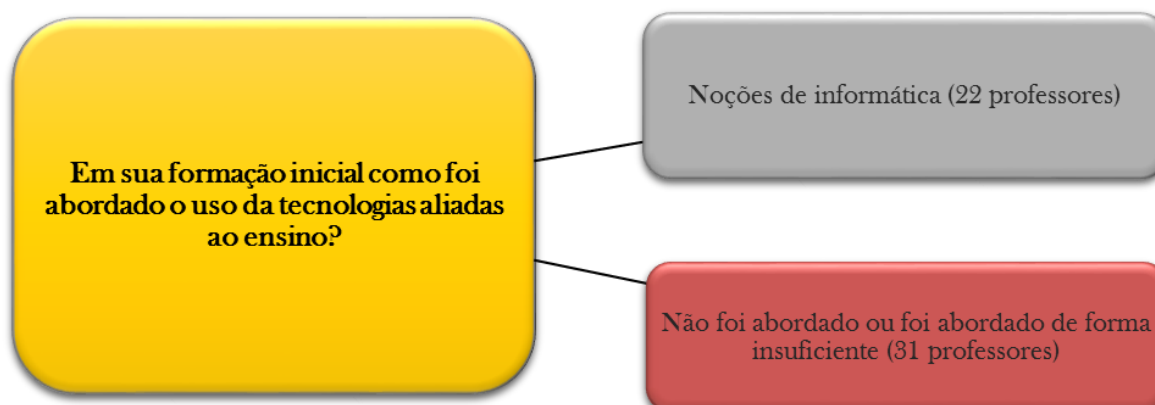 Em sua formação inicial como foi
abordado o uso da tecnologias aliadas
ao ensino?
Noções de informática (22 professores)
Não foi abordado ou foi abordado de forma
insuficiente (31 professores)